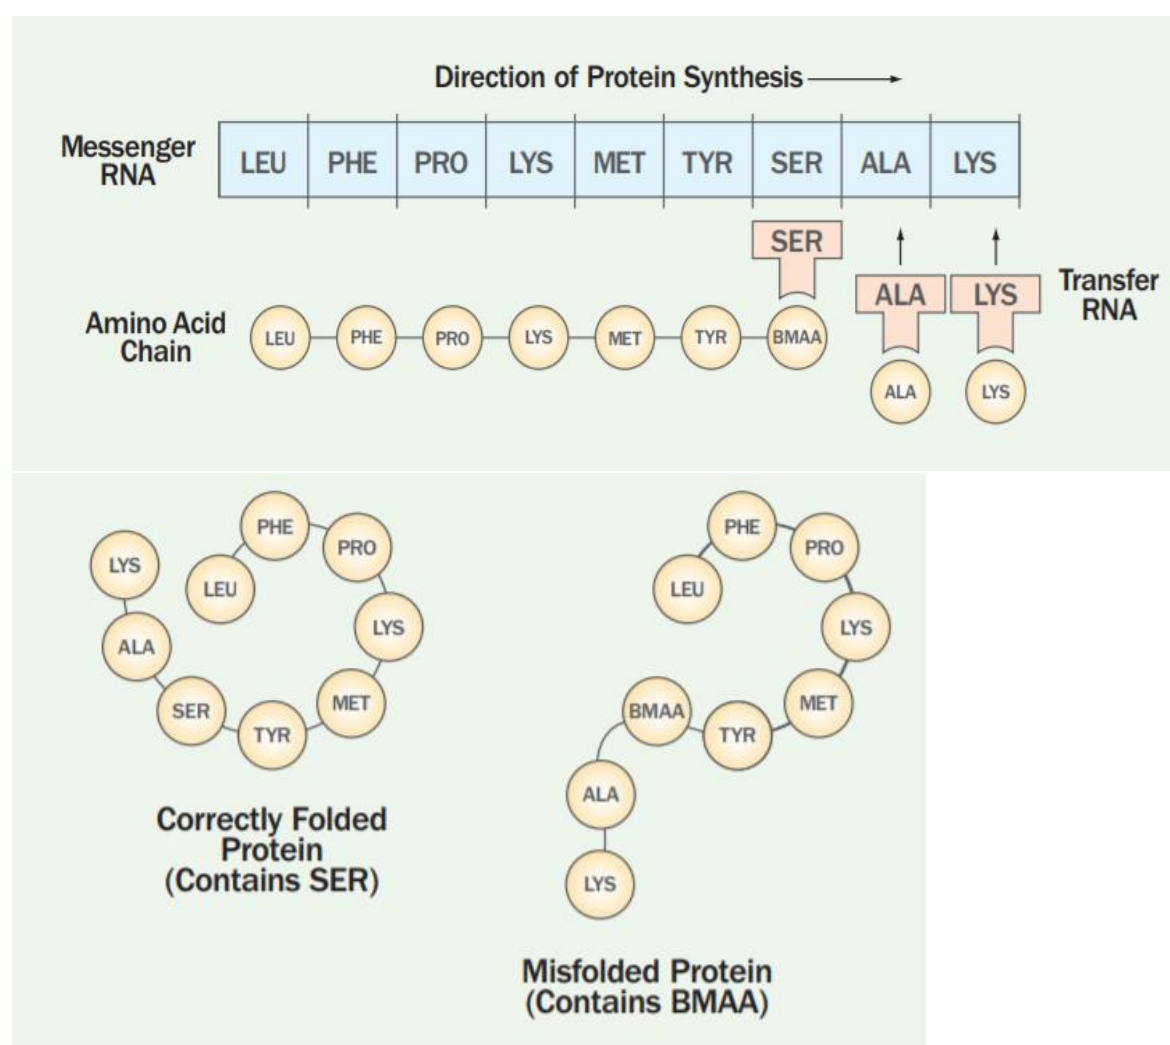 Direction of Protein Synthesis
Messenger
RNA
LEU PHE PRO LYS MET TYR SER ALA LYS
SER
ALA LYS
Transfer
RNA
Amino Acid
Chain
LEU PHE PRO LYS MET TYR BMAA
ALA LYS
PHE
PRO
LYS
LEU
LYS
ALA
MET
SER
TYR
Correctly Folded
Protein
(Contains SER)
PHE
PRO
LEU
LYS
MET
BMAA
TYR
ALA
LYS
Misfolded Protein
(Contains BMAA)